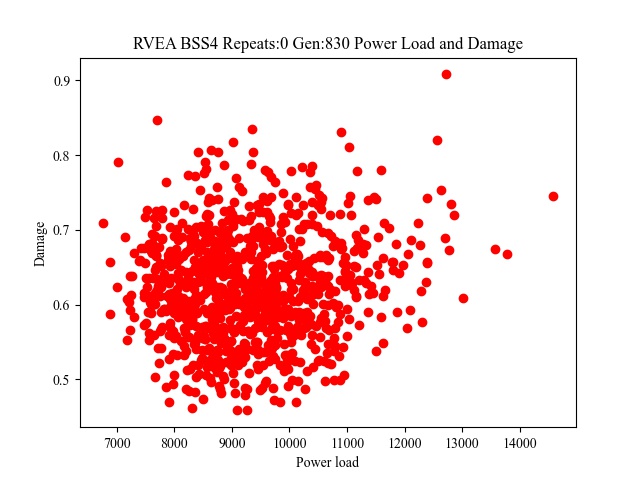 RVEA BSS4 Repeats:0 Gen:830 Power Load and Damage
0.9
0.8
0.7
0.6
0.5
Damage
7000 8000 9000 10000 11000 12000 13000 14000
Power load